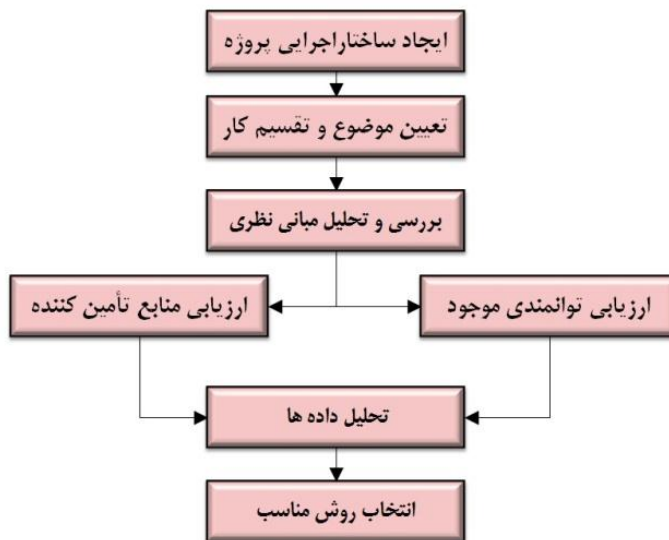 ایجاد ساختاراجرایی پروژه
تعیین موضوع و تقسیم کار
بررسی و تحلیل مبانی نظری
ارزیابی توانمندی موجود
ارزیابی منابع تأمین کننده
تحلیل داده ها
انتخاب روش مناسب